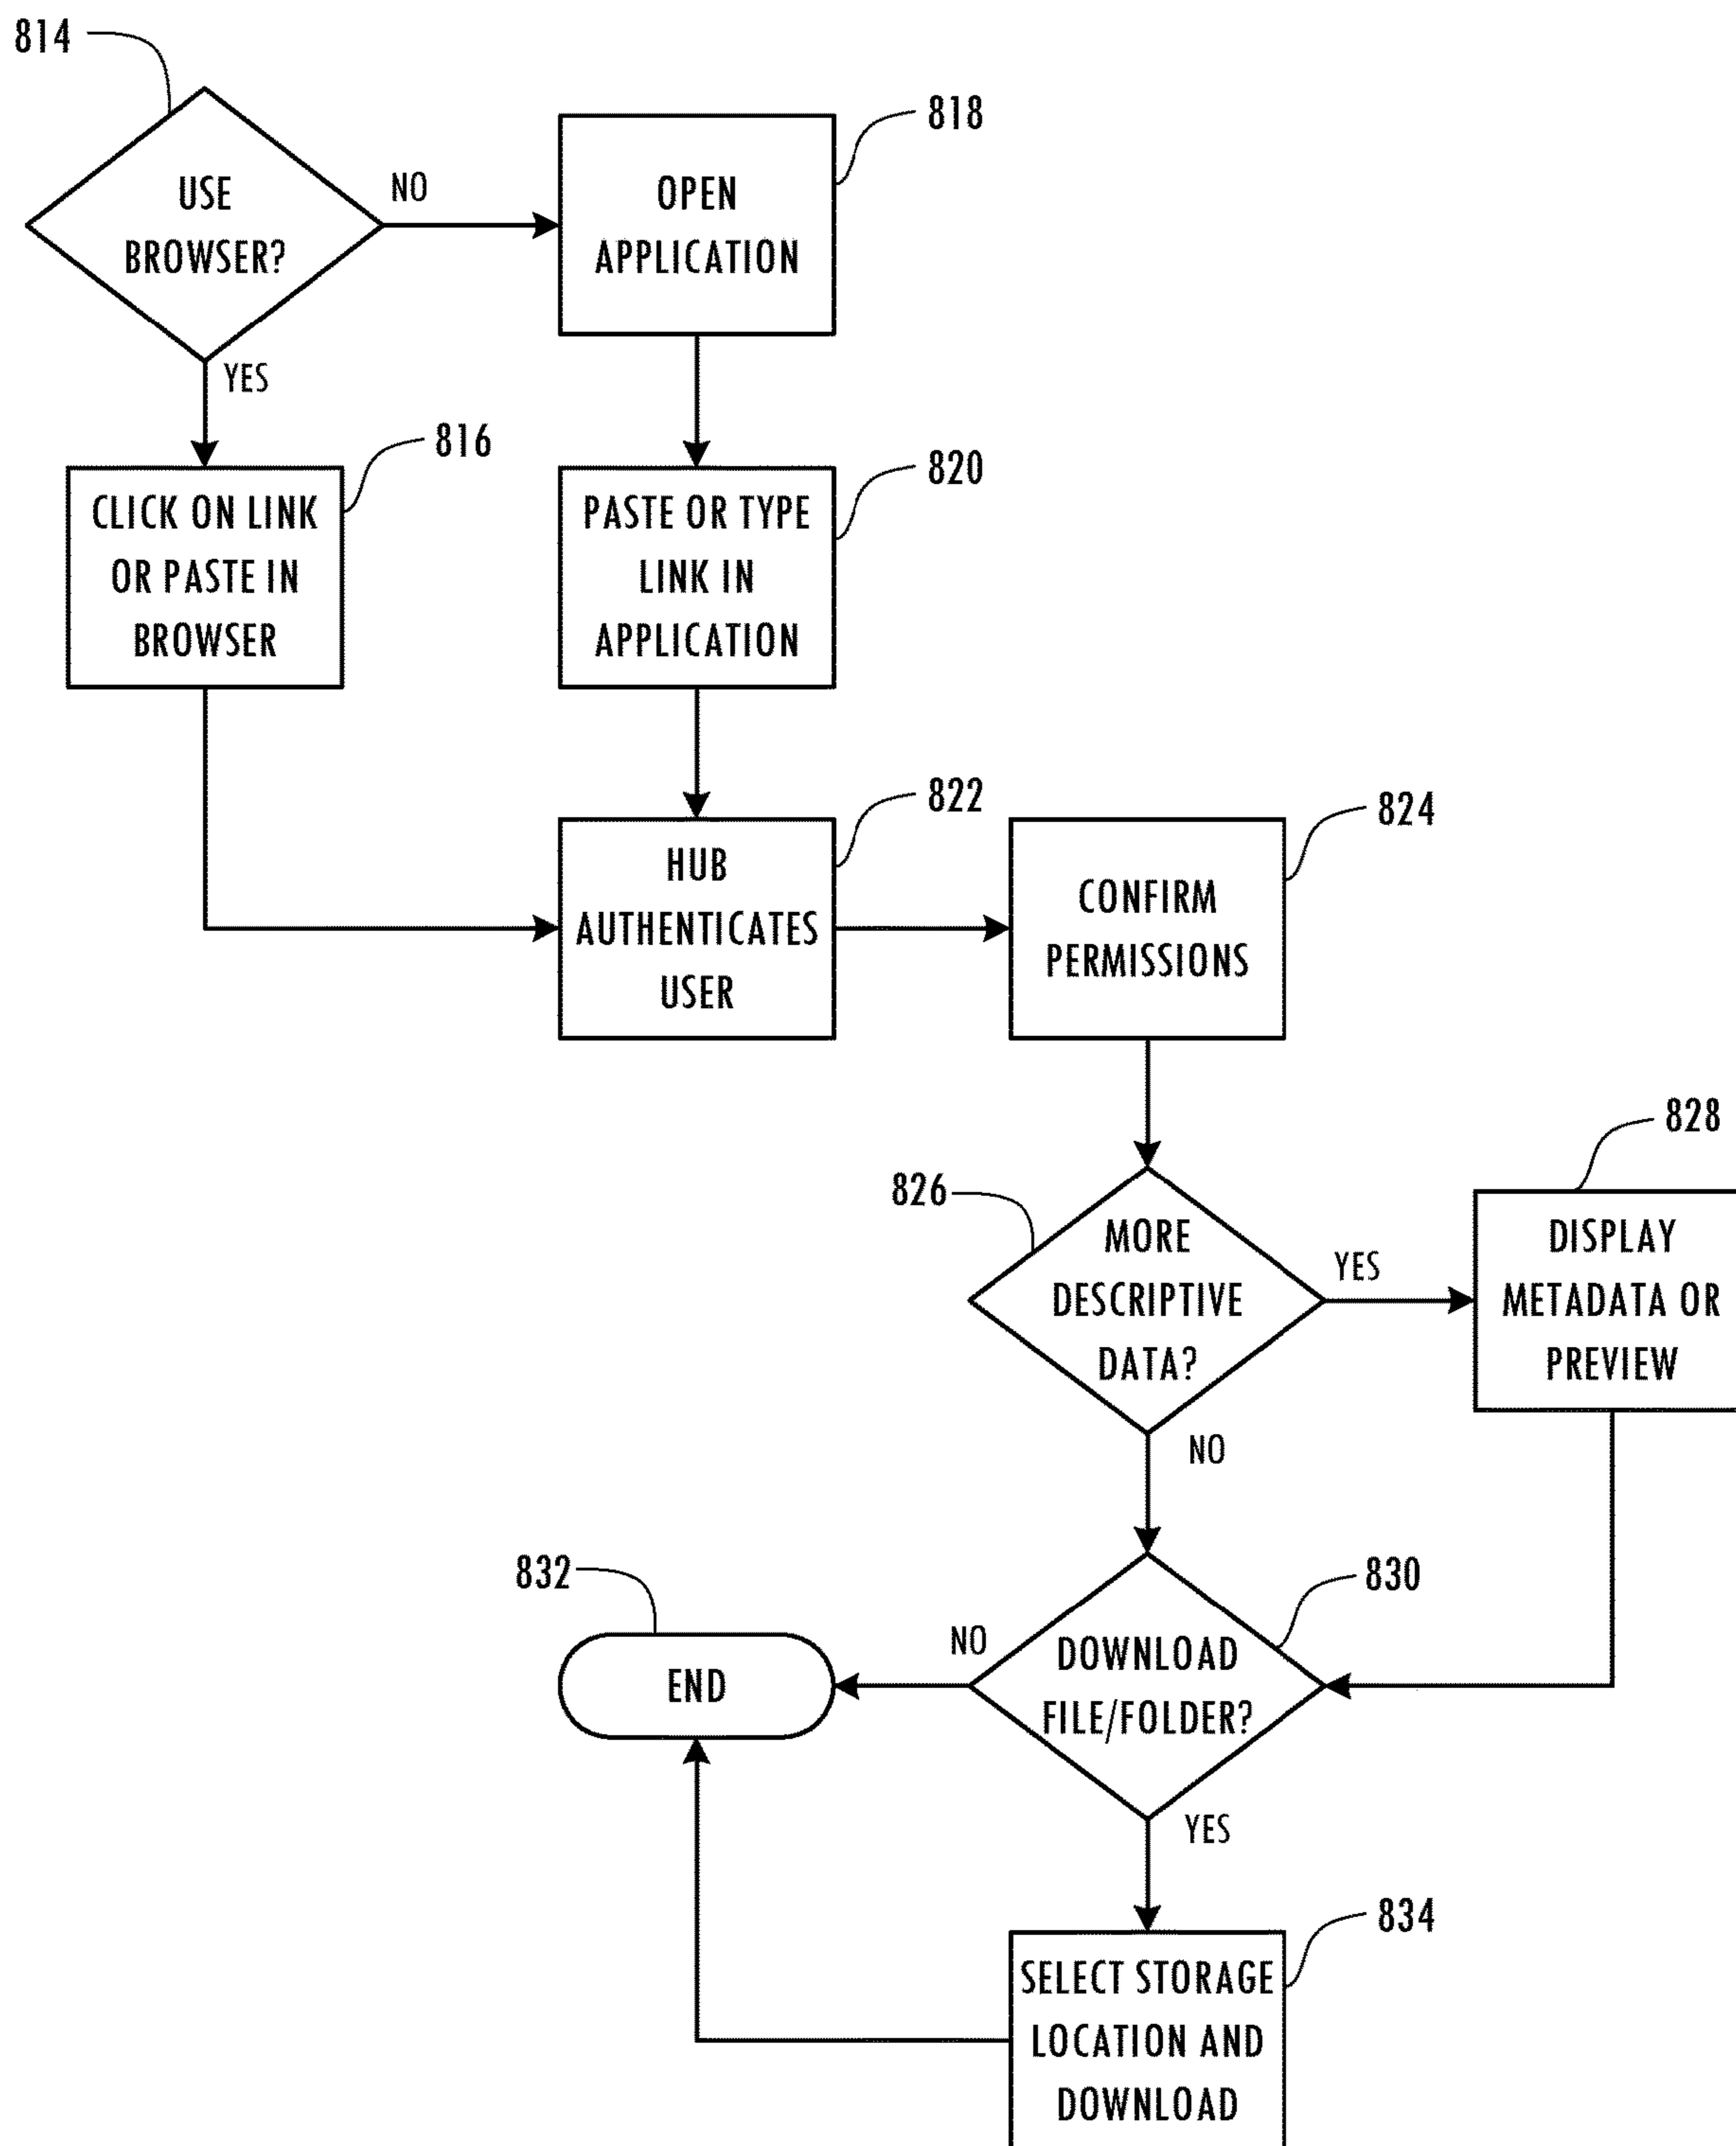 814
USE
BROWSER?
NO
YES
818
OPEN
APPLICATION
816
CLICK ON LINK
OR PASTE IN
BROWSER
820
PASTE OR TYPE
LINK IN
APPLICATION
822
HUB
AUTHENTICATES
USER
824
CONFIRM
PERMISSIONS
826
MORE
DESCRIPTIVE
DATA?
YES
NO
828
DISPLAY
METADATA OR
PREVIEW
830
DOWNLOAD
FILE/FOLDER?
NO
YES
832
END
834
SELECT STORAGE
LOCATION AND
DOWNLOAD